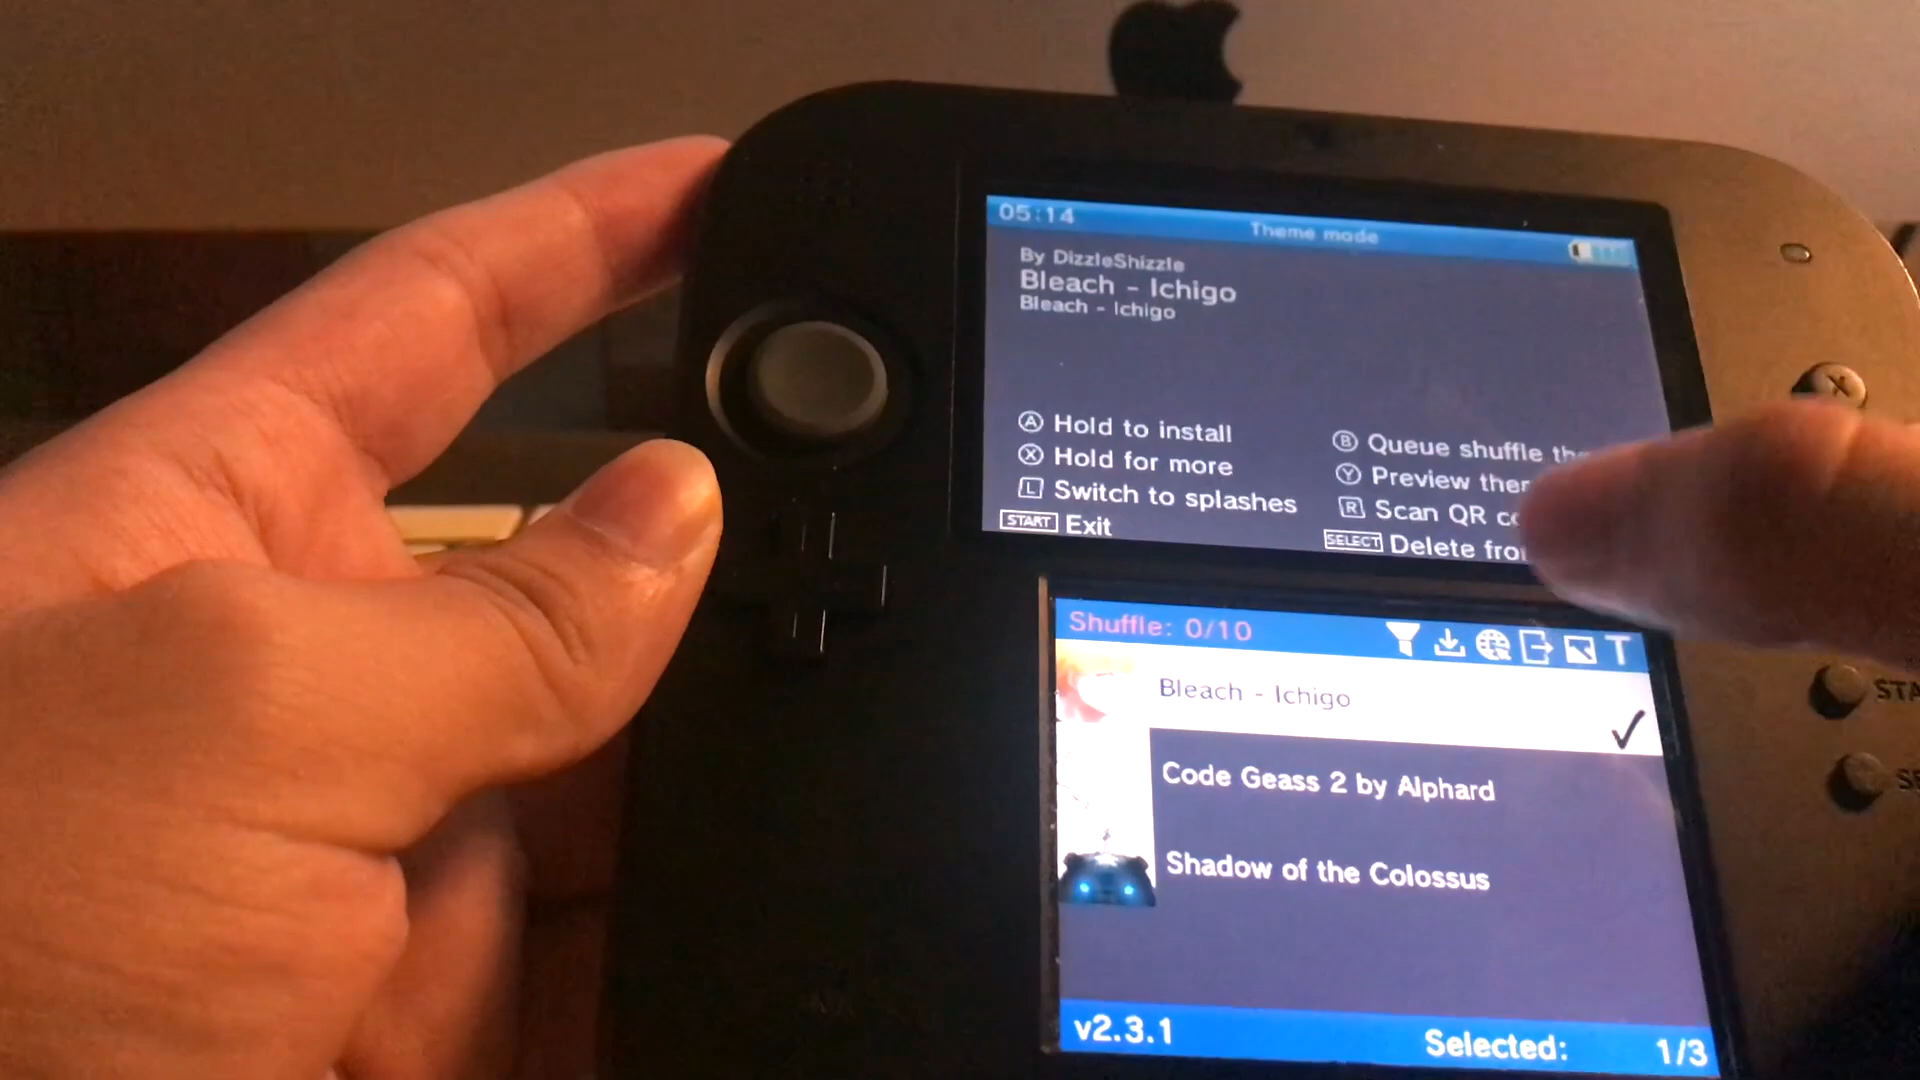 05:14
Theme mode
By DizzleShizzle
Bleach - Ichigo
Bleach - Ichigo
Ⓐ Hold to install
Ⓑ Queue shuffle
Ⓧ Hold for more
Ⓨ Preview
L Switch to splashes
R Scan QR
START Exit
SELECT Delete
X
Shuffle: 0/10
T
Bleach - Ichigo
✓
Code Geass 2 by Alphard
Shadow of the Colossus
v2.3.1
Selected: 1/3